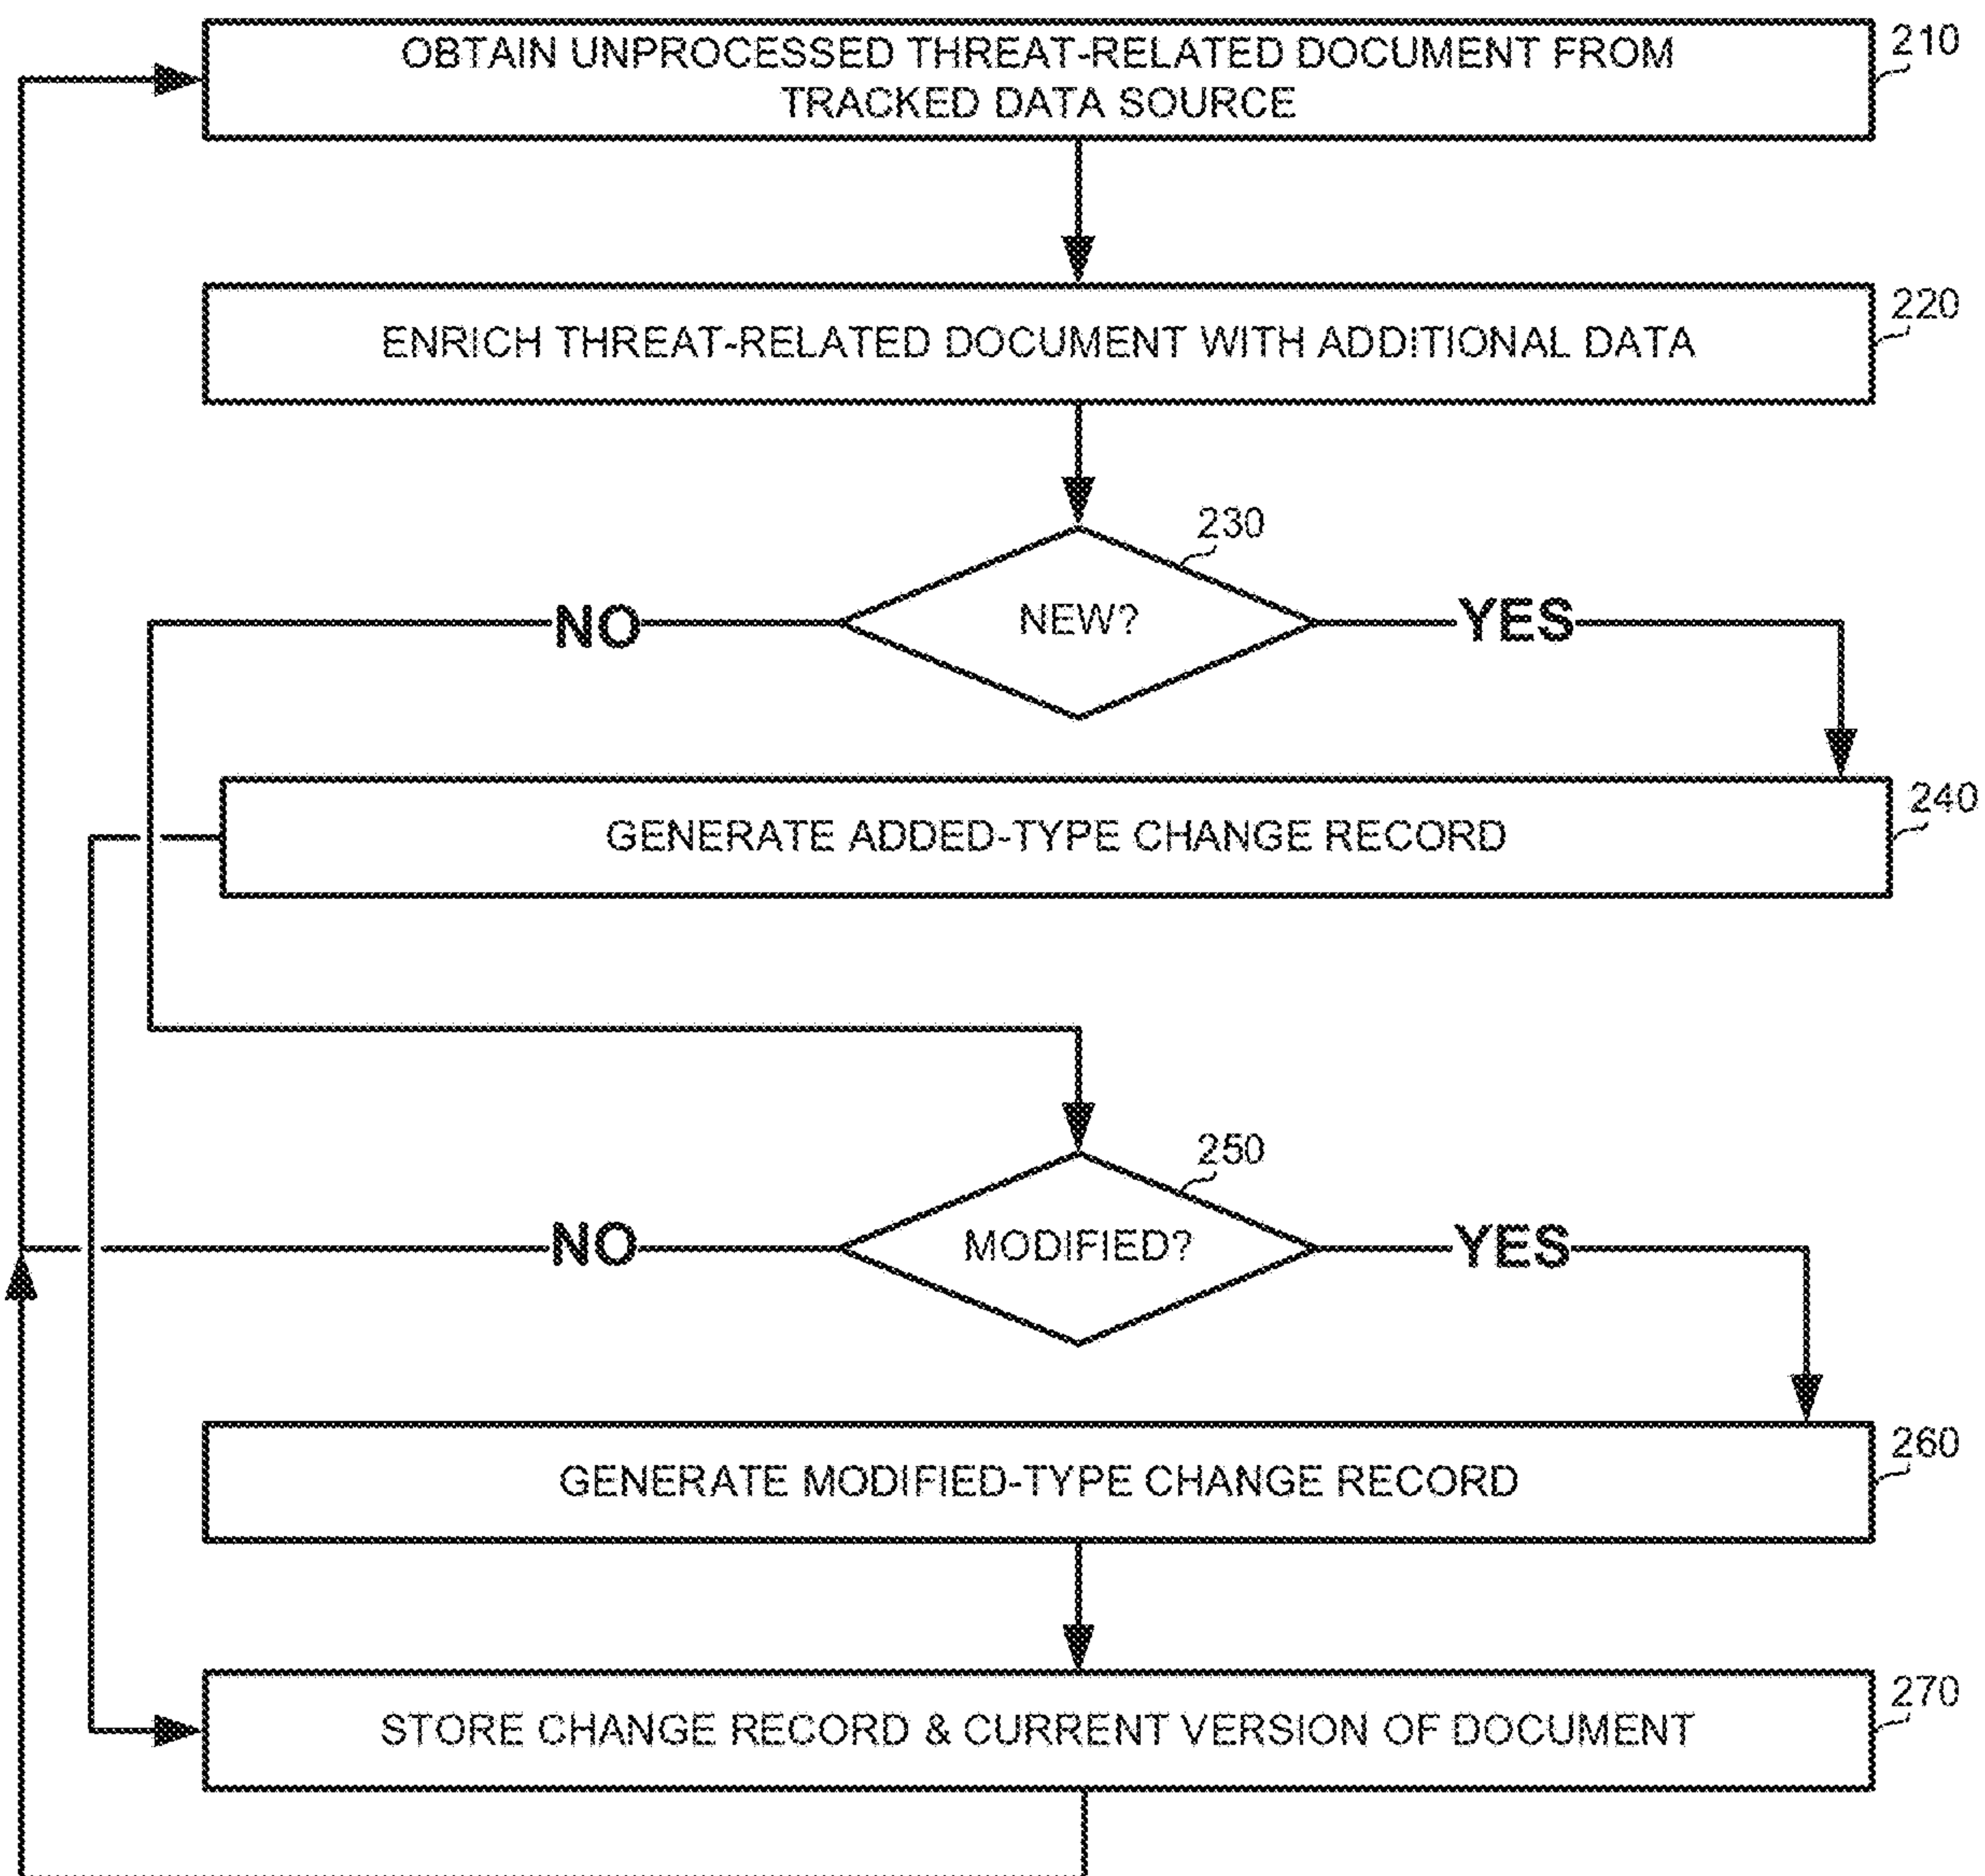 OBTAIN UNPROCESSED THREAT-RELATED DOCUMENT FROM
TRACKED DATA SOURCE
210
ENRICH THREAT-RELATED DOCUMENT WITH ADDITIONAL DATA
220
230
NEW?
NO
YES
GENERATE ADDED-TYPE CHANGE RECORD
240
250
MODIFIED?
NO
YES
GENERATE MODIFIED-TYPE CHANGE RECORD
260
STORE CHANGE RECORD & CURRENT VERSION OF DOCUMENT
270